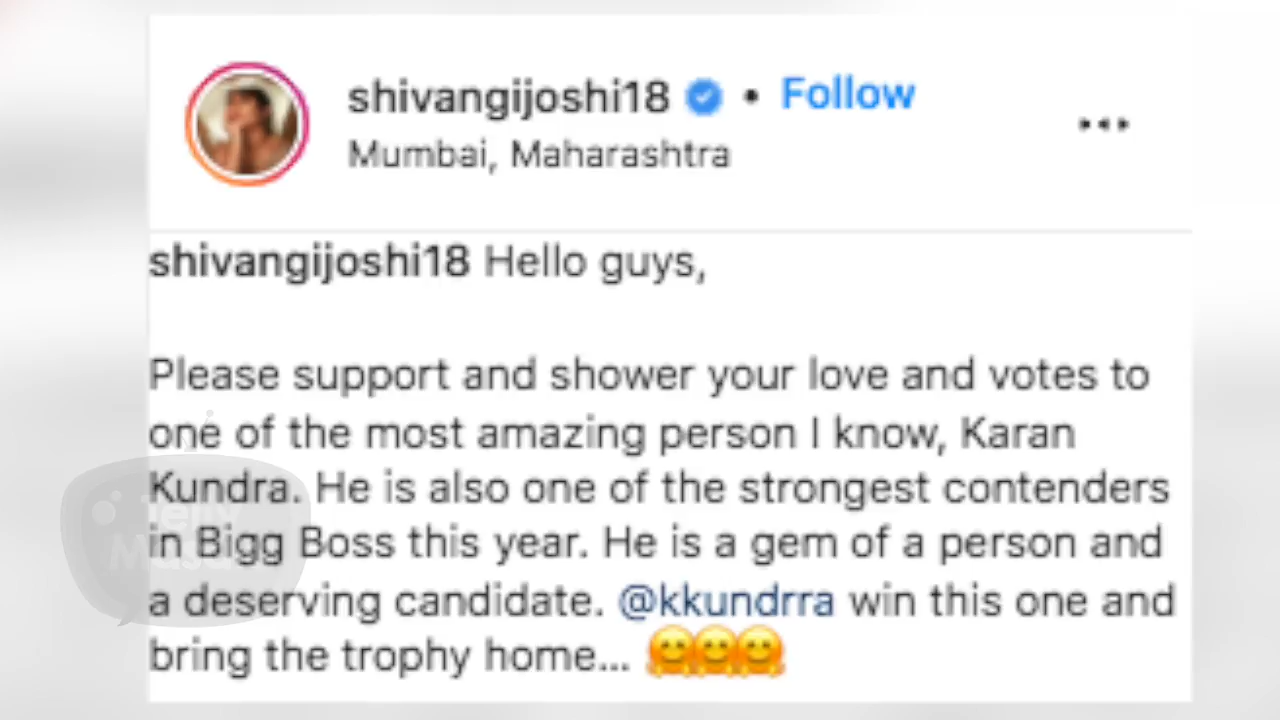 shivangijoshi18 • Follow
Mumbai, Maharashtra
shivangijoshi18 Hello guys,
Please support and shower your love and votes to
one of the most amazing person I know, Karan
Kundra. He is also one of the strongest contenders
in Bigg Boss this year. He is a gem of a person and
a deserving candidate. @kkundrra win this one and
bring the trophy home... 🤗🤗🤗